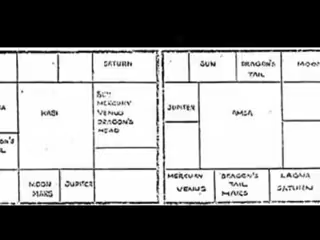 SATURN
SUN
MERCURY
VENUS
DRAGON'S
HEAD
RASI
MOON
MARS
JUPITER
SUN
DRAGON'S
TAIL
MOON
JUPITER
AMSA
MERCURY
VENUS
DRAGON'S
TAIL
MARS
LAGNA
SATURN